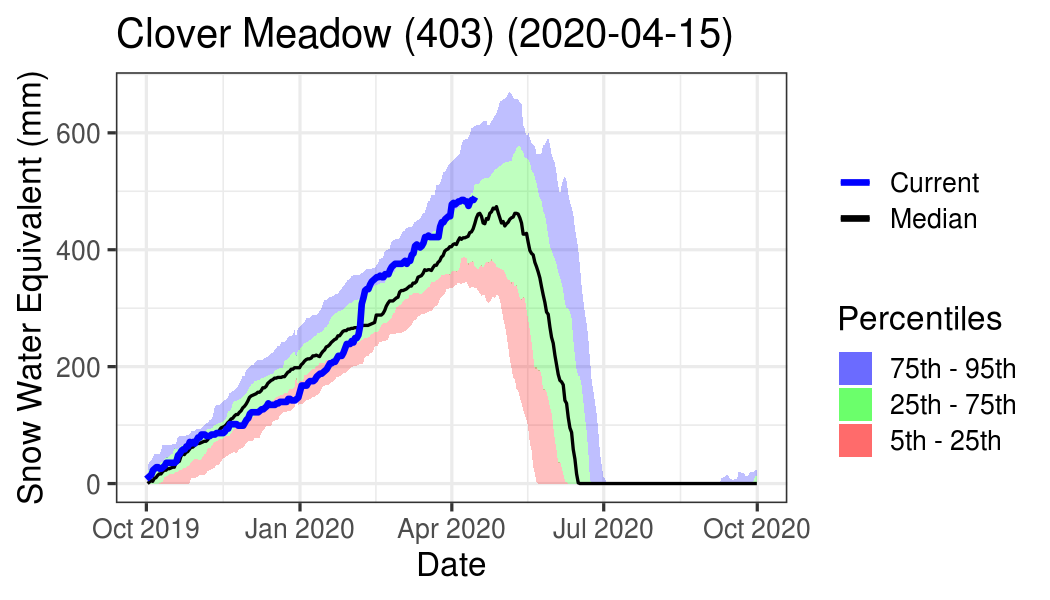 Clover Meadow (403) (2020-04-15)
Snow Water Equivalent (mm)
600
400
200
0
Oct 2019
Jan 2020
Apr 2020
Jul 2020
Oct 2020
Date
Current
Median
Percentiles
75th - 95th
25th - 75th
5th - 25th